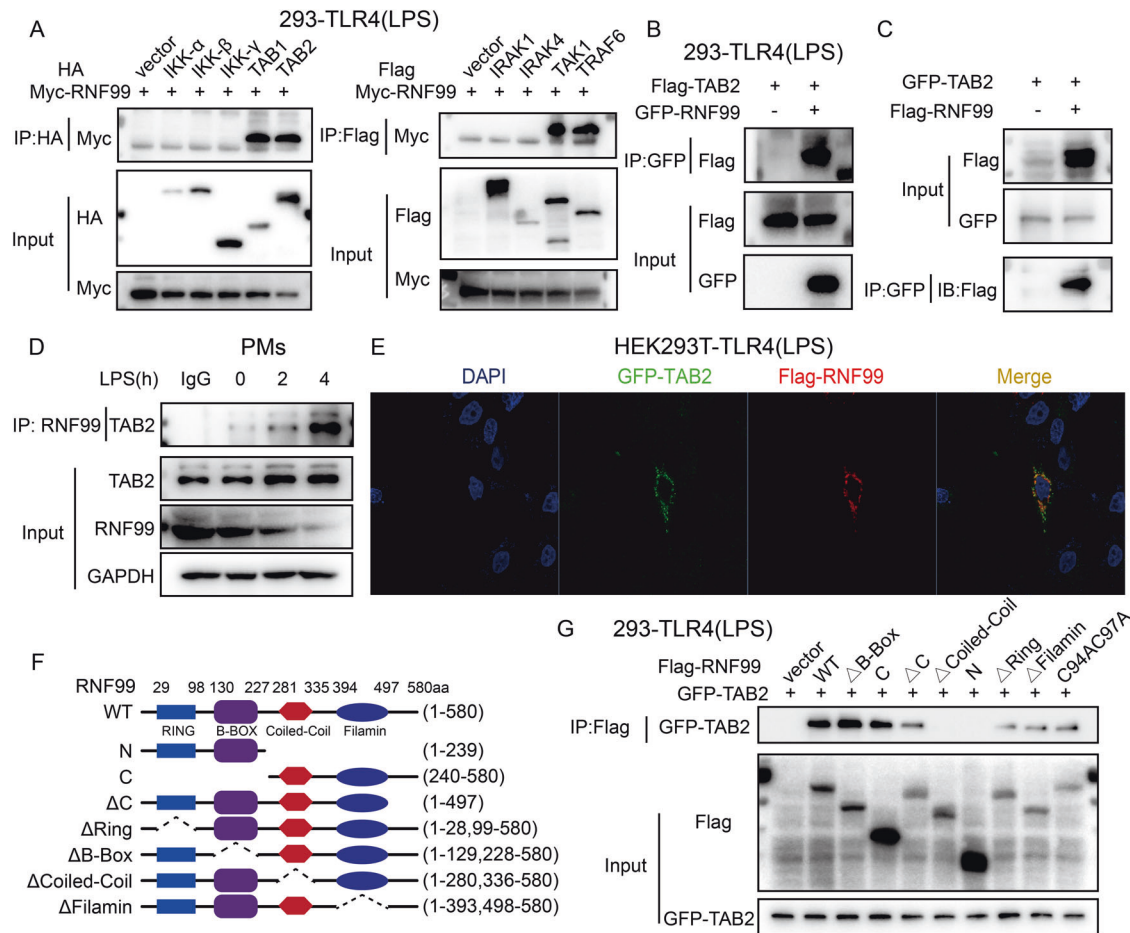 A
293-TLR4(LPS)
HA
vector
IKK-α
IKK-β
IKK-γ
TAB1
TAB2
Myc-RNF99 + + + + + +
IP:HA Myc
Input
HA
Myc
Flag
vector
IRAK1
IRAK4
TAK1
TRAF6
Myc-RNF99 + + + + +
IP:Flag Myc
Input
Flag
Myc
B
293-TLR4(LPS)
Flag-TAB2 + +
GFP-RNF99 - +
IP:GFP Flag
Input
Flag
GFP
C
GFP-TAB2 + +
Flag-RNF99 - +
Input
Flag
GFP
IP:GFP IB:Flag
D
PMs
LPS(h) IgG 0 2 4
IP: RNF99 TAB2
Input
TAB2
RNF99
GAPDH
E
HEK293T-TLR4(LPS)
DAPI GFP-TAB2 Flag-RNF99 Merge
F
RNF99 29 98 130 227 281 335 394 497 580aa
WT (1-580)
RING B-BOX Coiled-Coil Filamin
N (1-239)
C (240-580)
ΔC (1-497)
ΔRing (1-28,99-580)
ΔB-Box (1-129,228-580)
ΔCoiled-Coil (1-280,336-580)
ΔFilamin (1-393,498-580)
G
293-TLR4(LPS)
Flag-RNF99
vector
WT
△B-Box
C
△C
△Coiled-Coil
N
△Ring
△Filamin
C94AC97A
GFP-TAB2 + + + + + + + + + +
IP:Flag GFP-TAB2
Input
Flag
GFP-TAB2